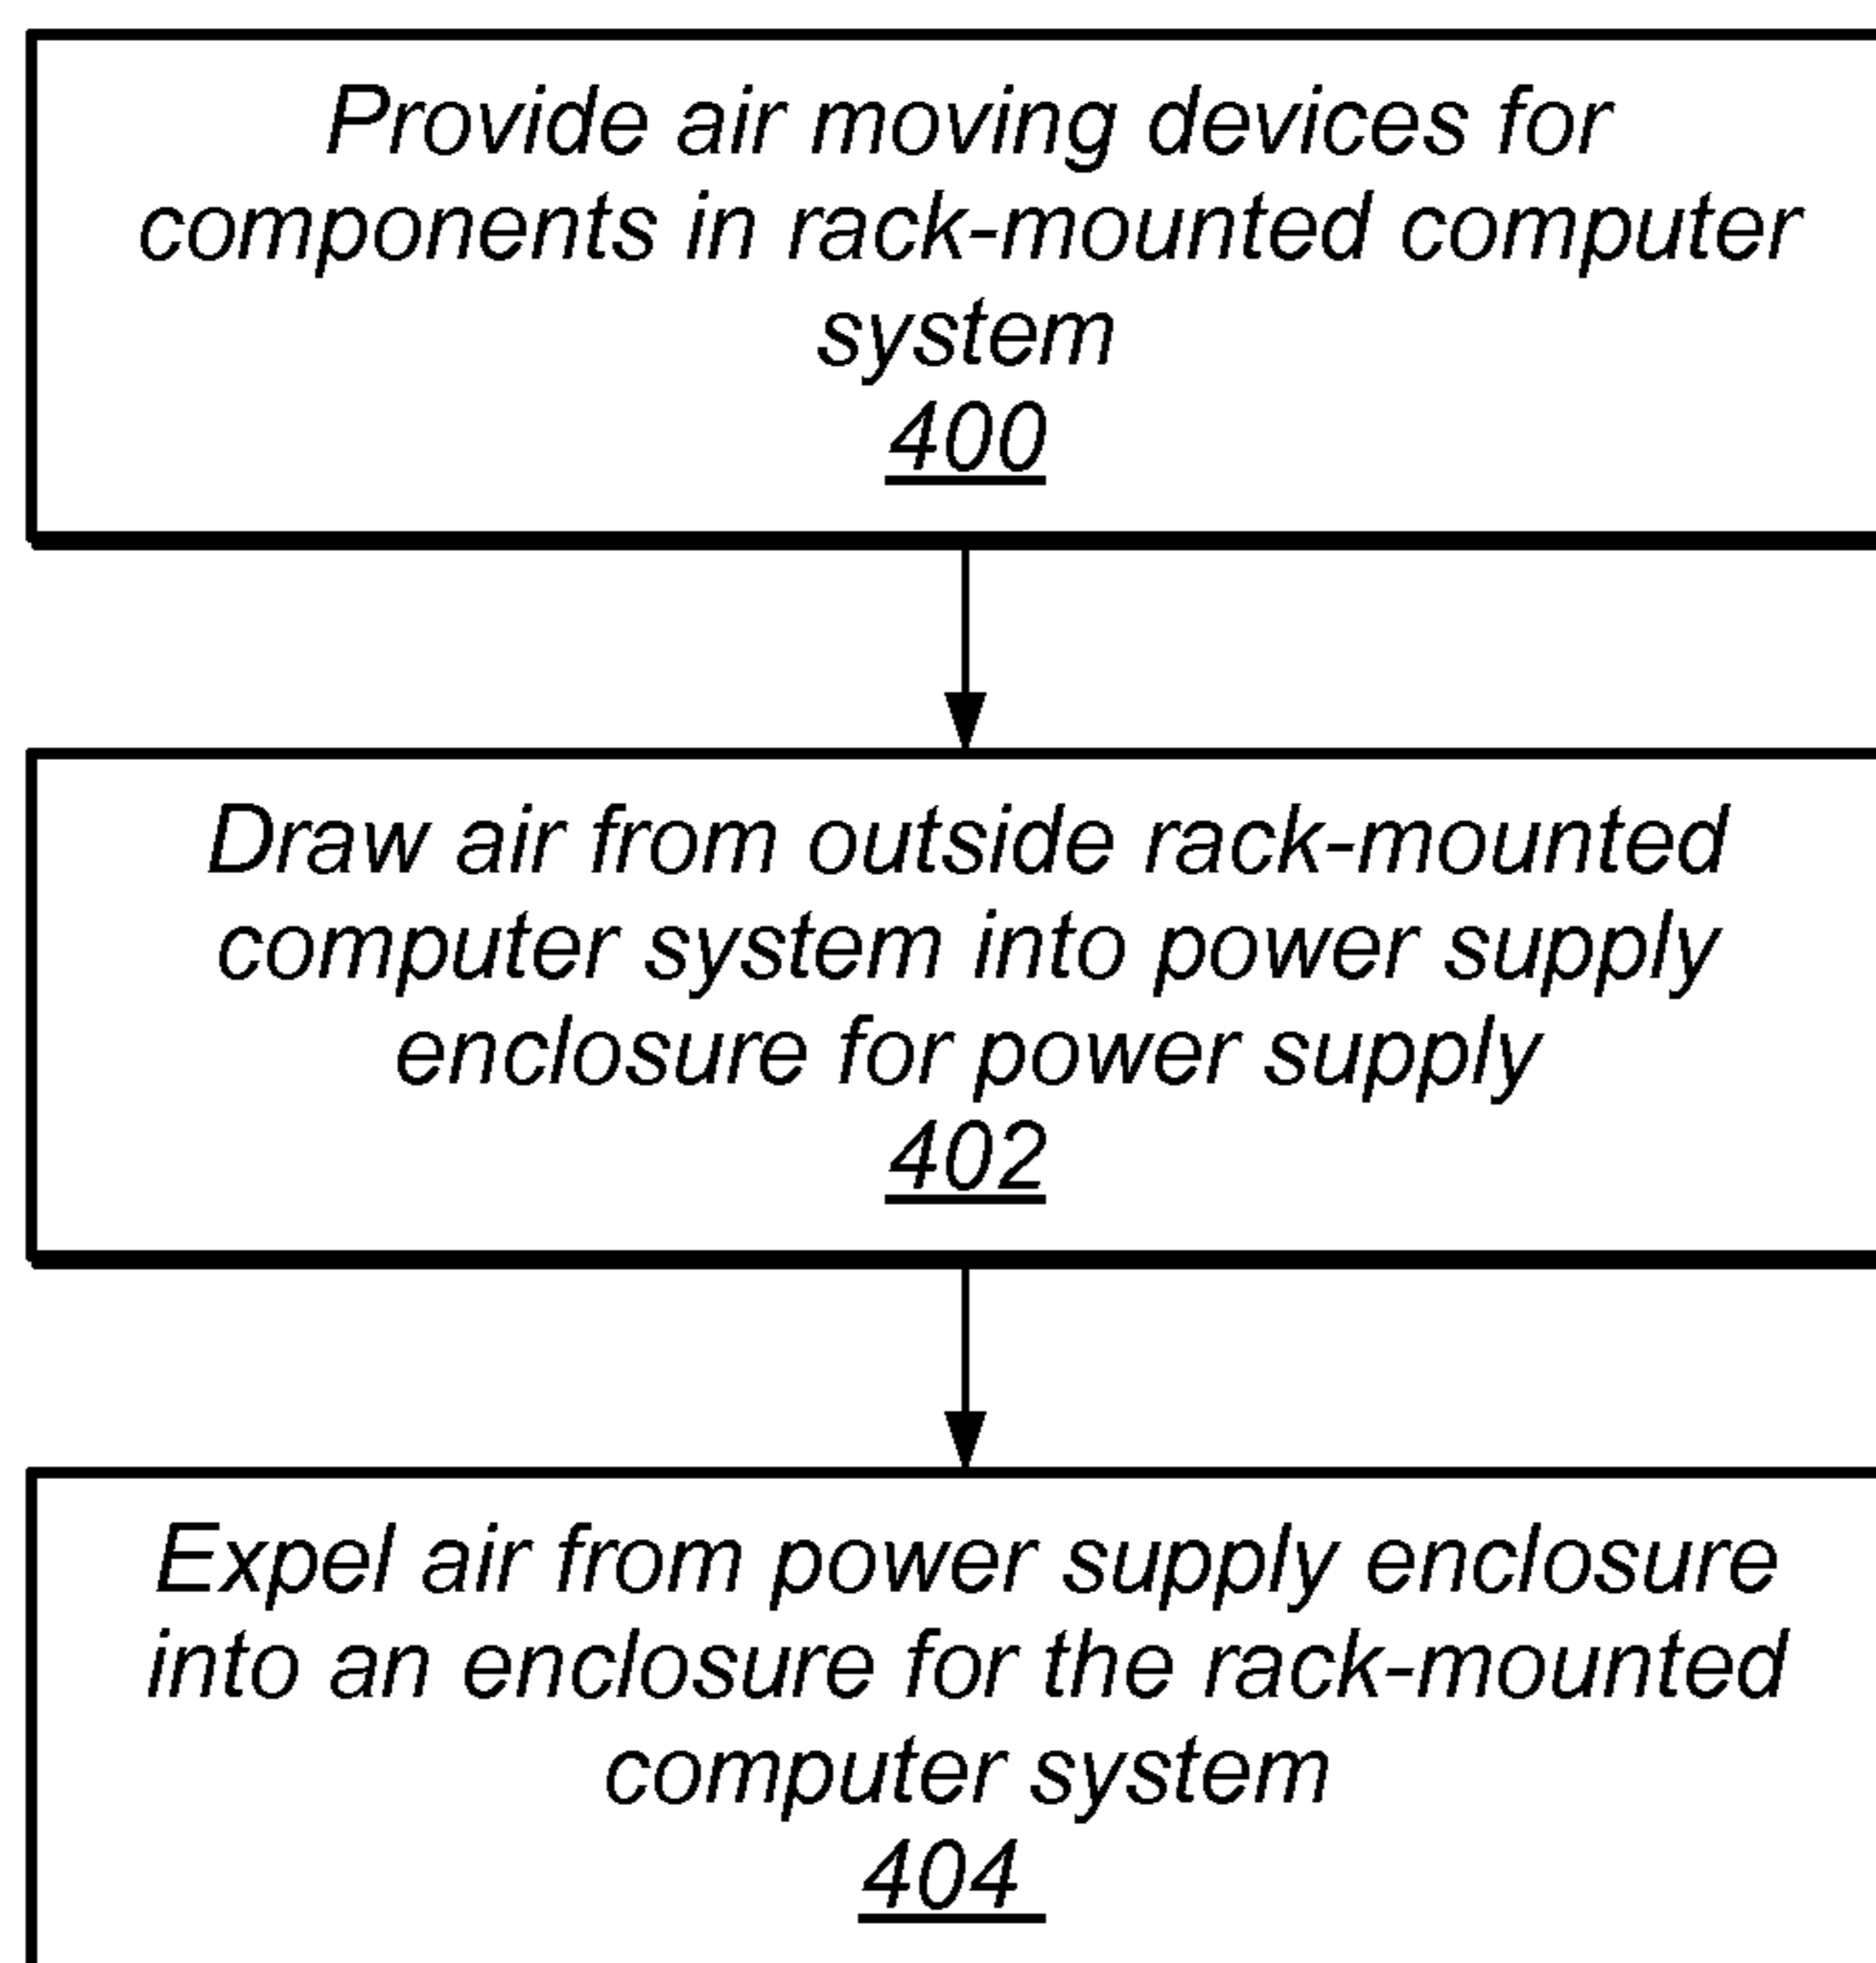 Provide air moving devices for
components in rack-mounted computer
system
400
Draw air from outside rack-mounted
computer system into power supply
enclosure for power supply
402
Expel air from power supply enclosure
into an enclosure for the rack-mounted
computer system
404